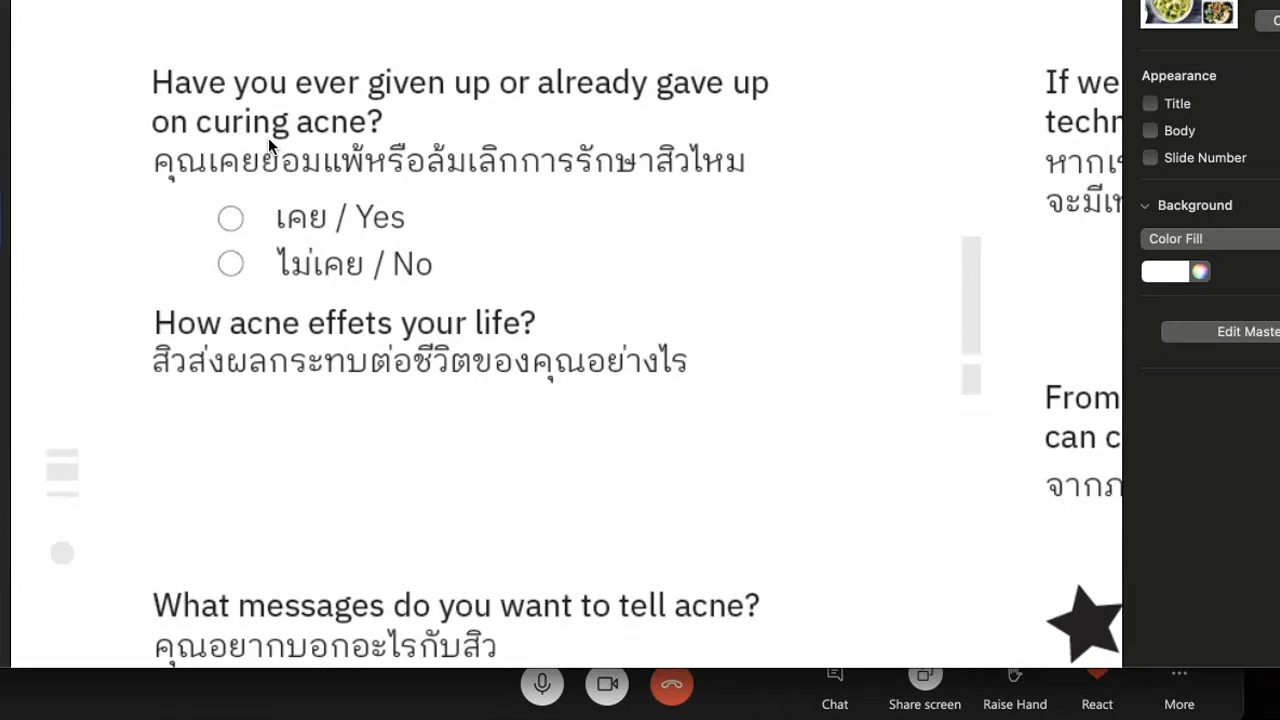 Have you ever given up or already gave up
on curing acne?
คุณเคยย้อมแพ้หรือล้มเลิกการรักษาสิวไหม
เคย / Yes
ไม่เคย / No
How acne effets your life?
สิวส่งผลกระทบต่อชีวิตของคุณอย่างไร
What messages do you want to tell acne?
คุณอยากบอกอะไรกับสิว
If we
หากเ
จะมีเ
From
can c
จากภ
Appearance
Title
Body
Slide Number
Background
Color Fill
Edit Maste
Chat
Share screen
Raise Hand
React
More